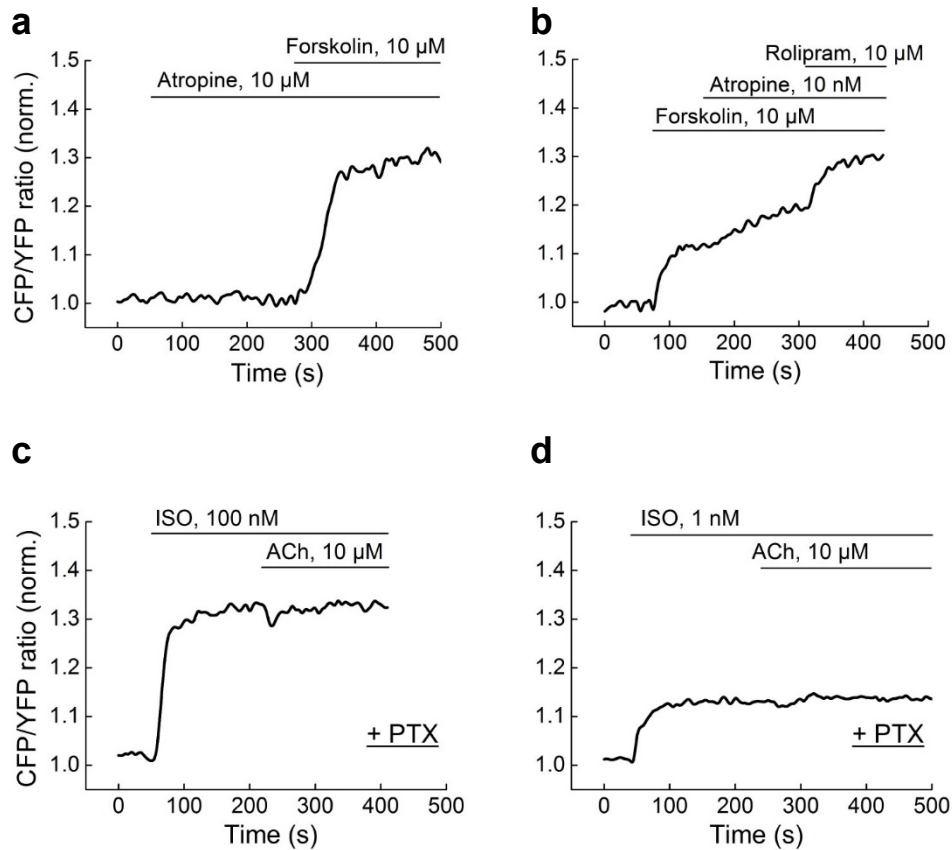 a
Forskolin, 10 µM
Atropine, 10 µM
CFP/YFP ratio (norm.)
1.5
1.4
1.3
1.2
1.1
1.0
0 100 200 300 400 500
Time (s)
b
Rolipram, 10 µM
Atropine, 10 nM
Forskolin, 10 µM
1.5
1.4
1.3
1.2
1.1
1.0
0 100 200 300 400 500
Time (s)
c
ISO, 100 nM
ACh, 10 µM
CFP/YFP ratio (norm.)
1.5
1.4
1.3
1.2
1.1
1.0
+ PTX
0 100 200 300 400 500
Time (s)
d
ISO, 1 nM
ACh, 10 µM
1.5
1.4
1.3
1.2
1.1
1.0
+ PTX
0 100 200 300 400 500
Time (s)